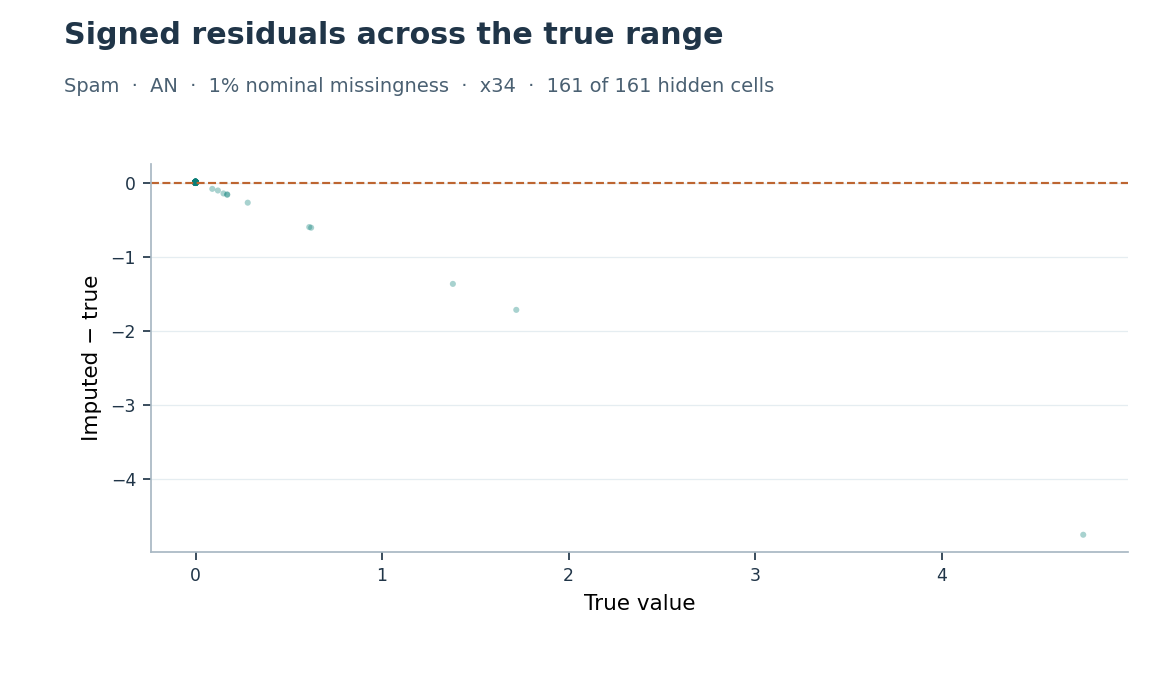 Signed residuals across the true range
Spam · AN · 1% nominal missingness · x34 · 161 of 161 hidden cells
0
−1
−2
−3
−4
Imputed − true
0 1 2 3 4
True value